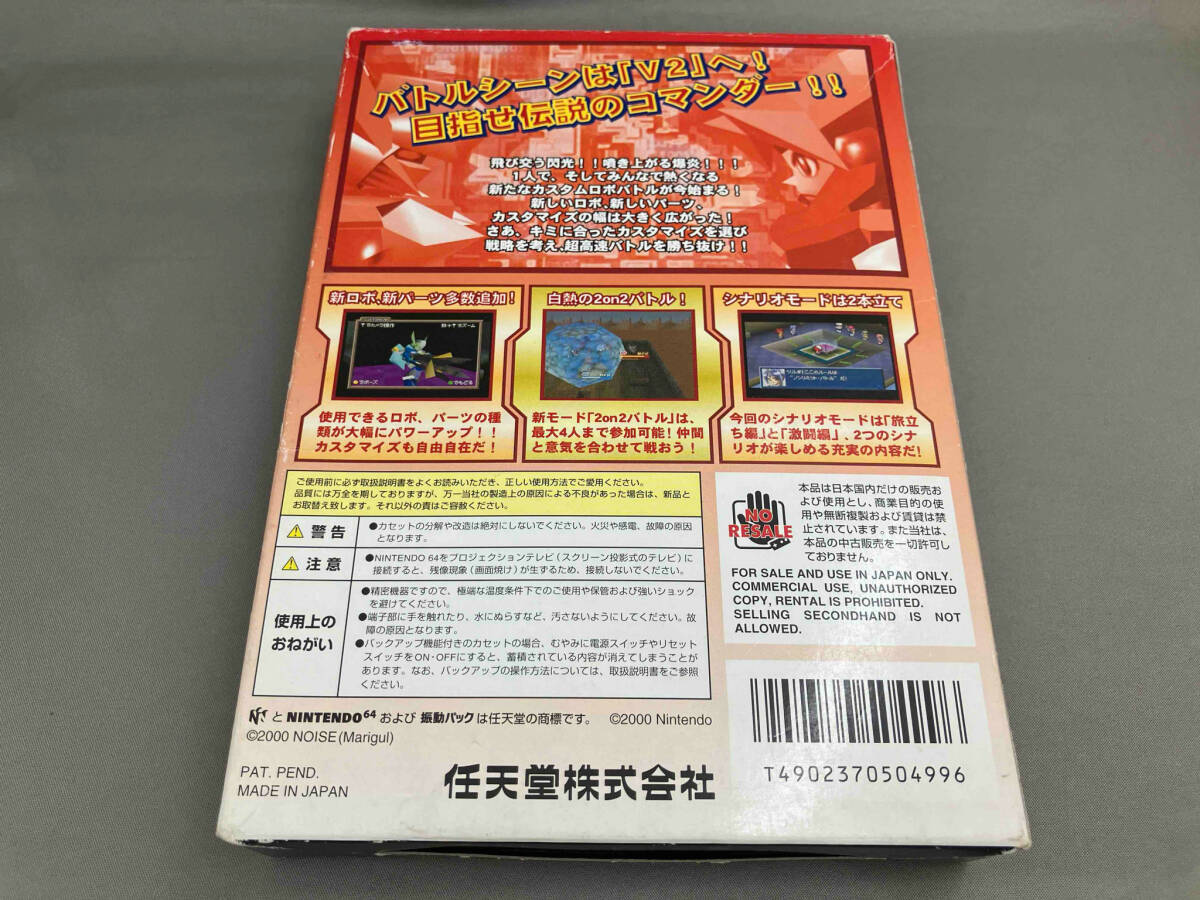 バトルシーンは「V2」へ!
目指せ伝説のコマンダー!!
飛び交う閃光!!噴き上がる爆炎!!!
1人で、そしてみんなで熱くなる
新たなカスタムロボバトルが今始まる!
新しいロボ、新しいパーツ、
カスタマイズの幅は大きく広がった!
さあ、キミに合ったカスタマイズを選び
戦略を考え、超高速バトルを勝ち抜け!!
新ロボ、新パーツ多数追加!
使用できるロボ、パーツの種
類が大幅にパワーアップ!!
カスタマイズも自由自在だ!
白熱の2on2バトル!
新モード「2on2バトル」は、
最大4人まで参加可能!仲間
と意気を合わせて戦おう!
シナリオモードは2本立て
"ノンリミット・バトル" だ!
今回のシナリオモードは「旅立
ち編」と「激闘編」、2つのシナ
リオが楽しめる充実の内容だ!
ご使用前に必ず取扱説明書をよくお読みいただき、正しい使用方法でご愛用ください。
品質には万全を期しておりますが、万一当社の製造上の原因による不良があった場合は、新品と
お取替え致します。それ以外の責はご容赦ください。
警告
●カセットの分解や改造は絶対にしないでください。火災や感電、故障の原因
となります。
注意
●NINTENDO 64をプロジェクションテレビ(スクリーン投影式のテレビ)に
接続すると、残像現象(画面焼け)が生ずるため、接続しないでください。
使用上の
おねがい
●精密機器ですので、極端な温度条件下でのご使用や保管および強いショック
を避けてください。
●端子部に手を触れたり、水にぬらすなど、汚さないようにしてください。故
障の原因となります。
●バックアップ機能付きのカセットの場合、むやみに電源スイッチやリセット
スイッチをON・OFFにすると、蓄積されている内容が消えてしまうことが
あります。なお、バックアップの操作方法については、取扱説明書をご参照
ください。
と NINTENDO64 および 振動パックは任天堂の商標です。 ©2000 Nintendo
©2000 NOISE(Marigul)
PAT. PEND.
MADE IN JAPAN
任天堂株式会社
NO
RESALE
本品は日本国内だけの販売お
よび使用とし、商業目的の使
用や無断複製および賃貸は禁
止されています。また当社は、
本品の中古販売を一切許可し
ておりません。
FOR SALE AND USE IN JAPAN ONLY.
COMMERCIAL USE, UNAUTHORIZED
COPY, RENTAL IS PROHIBITED.
SELLING SECONDHAND IS NOT
ALLOWED.
T4902370504996